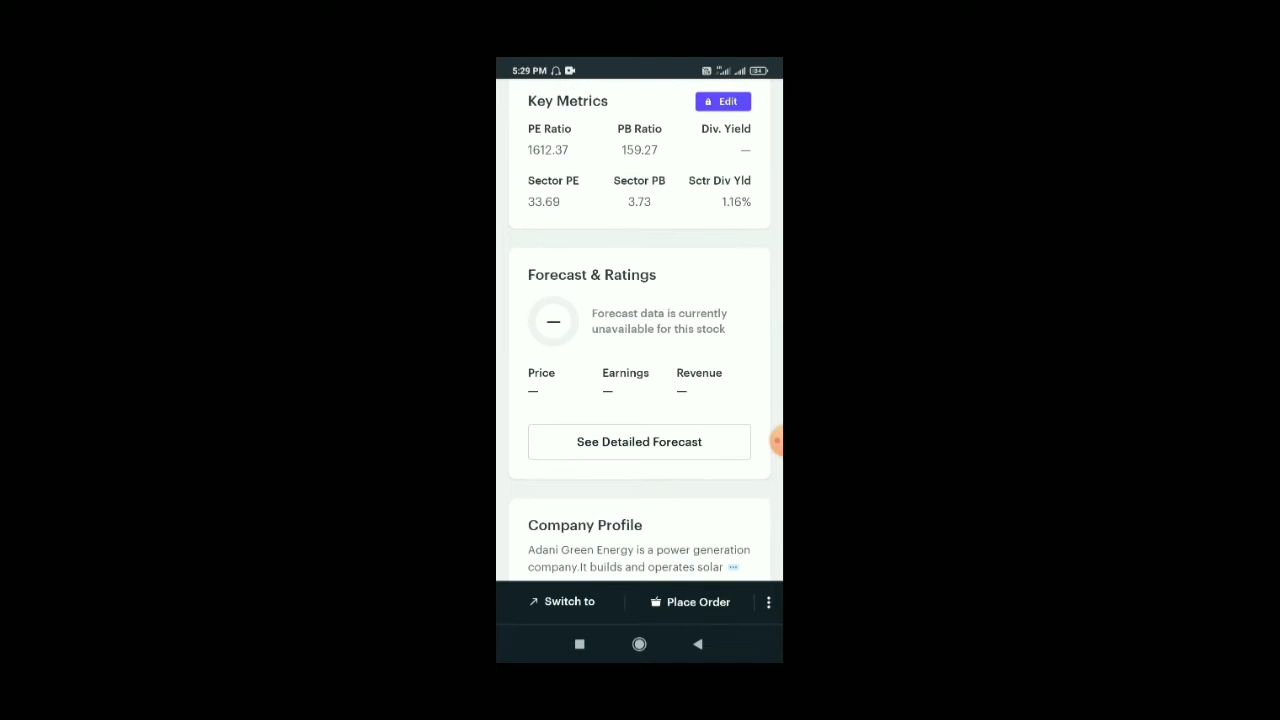 5:29 PM
Key Metrics
Edit
PE Ratio PB Ratio Div. Yield
1612.37 159.27 —
Sector PE Sector PB Sctr Div Yld
33.69 3.73 1.16%
Forecast & Ratings
—
Forecast data is currently
unavailable for this stock
Price Earnings Revenue
— — —
See Detailed Forecast
Company Profile
Adani Green Energy is a power generation
company.It builds and operates solar ...
Switch to Place Order